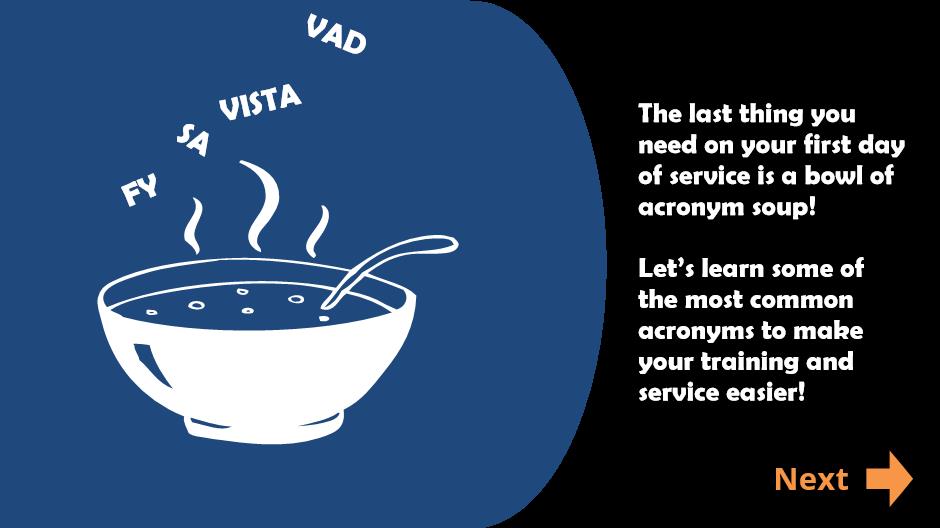 VAD
VISTA
SA
FY
The last thing you
need on your first day
of service is a bowl of
acronym soup!
Let's learn some of
the most common
acronyms to make
your training and
service easier!
Next